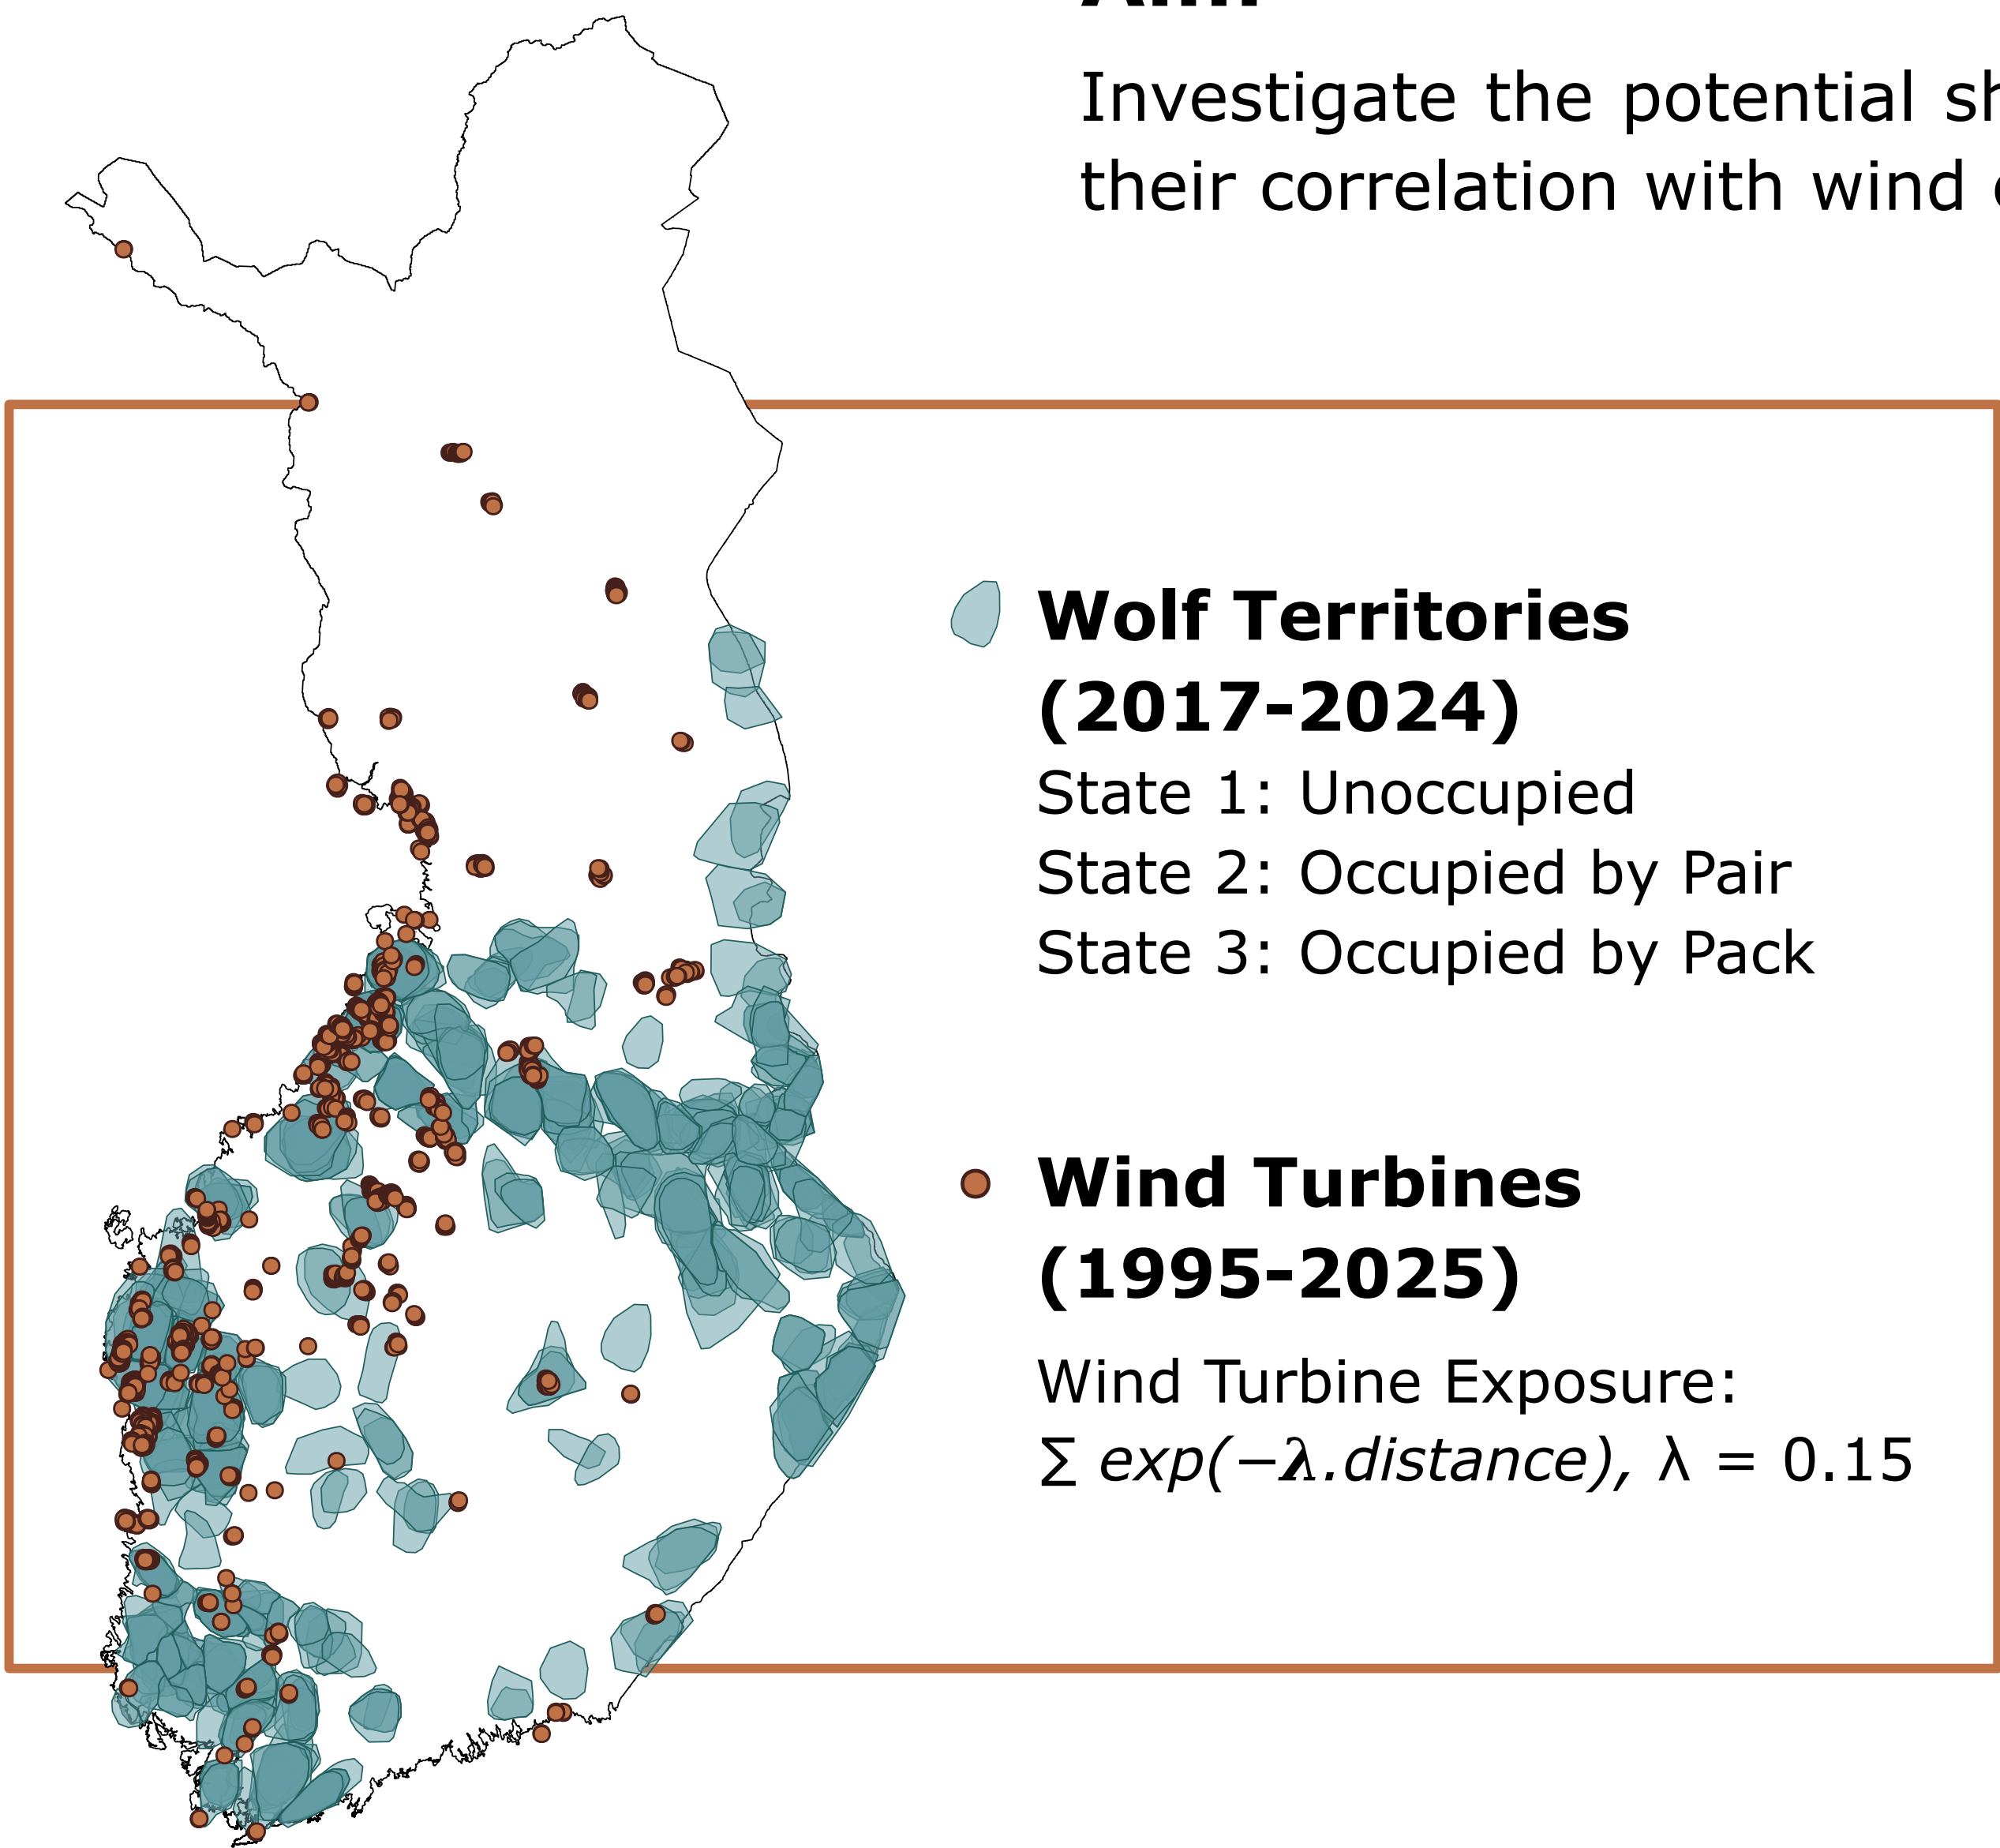 Investigate the potential
their correlation with wind
Wolf Territories
(2017-2024)
State 1: Unoccupied
State 2: Occupied by Pair
State 3: Occupied by Pack
Wind Turbines
(1995-2025)
Wind Turbine Exposure:
∑ exp(−λ.distance), λ = 0.15